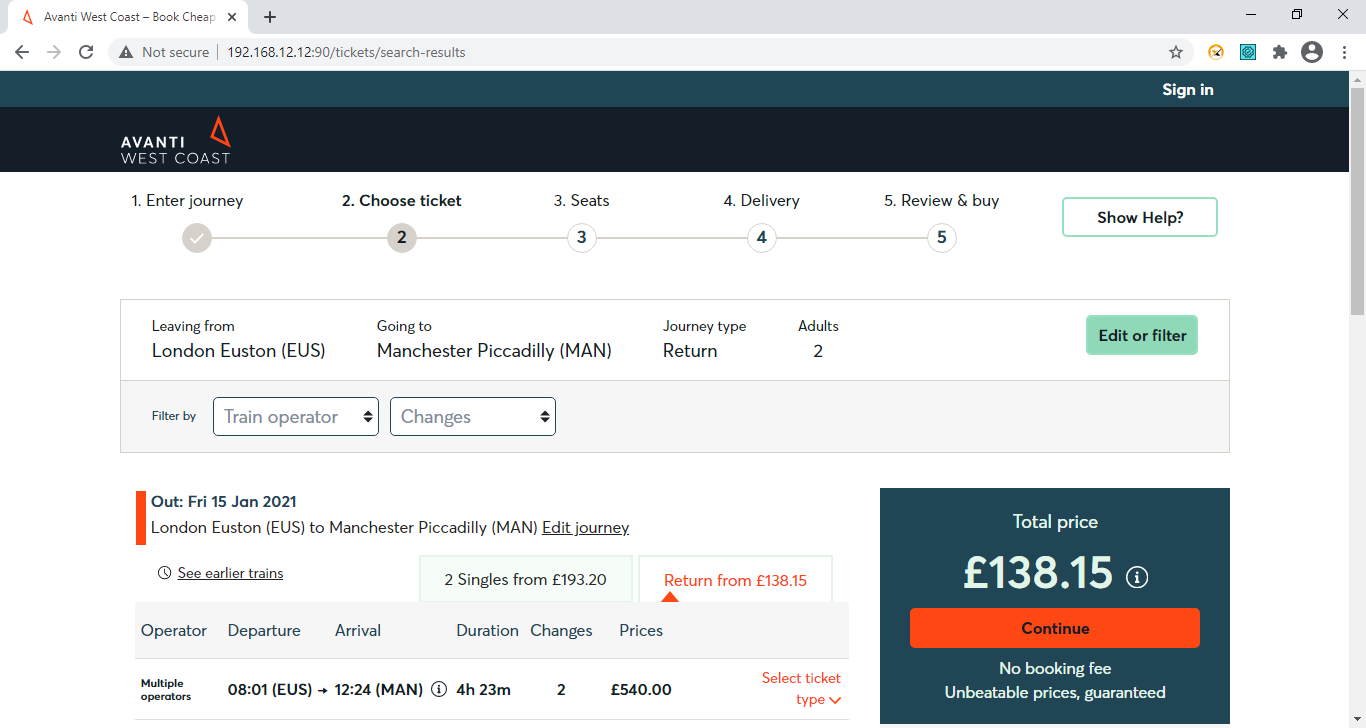 Avanti West Coast – Book Cheap
Not secure
192.168.12.12:90/tickets/search-results
Sign in
AVANTI
WEST COAST
1. Enter journey
2. Choose ticket
3. Seats
4. Delivery
5. Review & buy
2
3
4
5
Show Help?
Leaving from
London Euston (EUS)
Going to
Manchester Piccadilly (MAN)
Journey type
Return
Adults
2
Edit or filter
Filter by
Train operator
Changes
Out: Fri 15 Jan 2021
London Euston (EUS) to Manchester Piccadilly (MAN) Edit journey
See earlier trains
2 Singles from £193.20
Return from £138.15
Operator Departure Arrival Duration Changes Prices
Multiple
operators
08:01 (EUS) → 12:24 (MAN) 4h 23m 2 £540.00
Select ticket
type
Total price
£138.15
Continue
No booking fee
Unbeatable prices, guaranteed